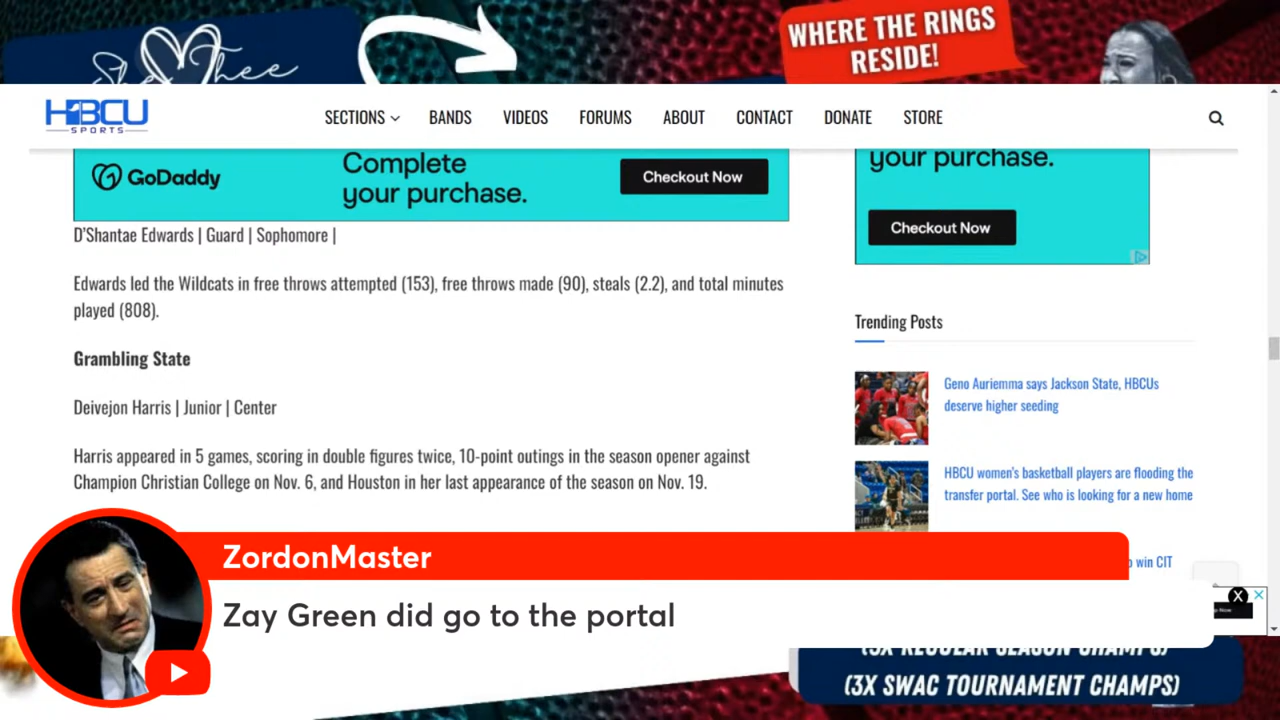 She Thee
WHERE THE RINGS
RESIDE!
HBCU
SPORTS
SECTIONS
BANDS
VIDEOS
FORUMS
ABOUT
CONTACT
DONATE
STORE
GoDaddy
Complete
your purchase.
Checkout Now
your purchase.
Checkout Now
D'Shantae Edwards | Guard | Sophomore |
Edwards led the Wildcats in free throws attempted (153), free throws made (90), steals (2.2), and total minutes
played (808).
Grambling State
Deivejon Harris | Junior | Center
Harris appeared in 5 games, scoring in double figures twice, 10-point outings in the season opener against
Champion Christian College on Nov. 6, and Houston in her last appearance of the season on Nov. 19.
Trending Posts
Geno Auriemma says Jackson State, HBCUs
deserve higher seeding
HBCU women's basketball players are flooding the
transfer portal. See who is looking for a new home
win CIT
ZordonMaster
Zay Green did go to the portal
X
(3X REGULAR SEASON CHAMPS)
(3X SWAC TOURNAMENT CHAMPS)